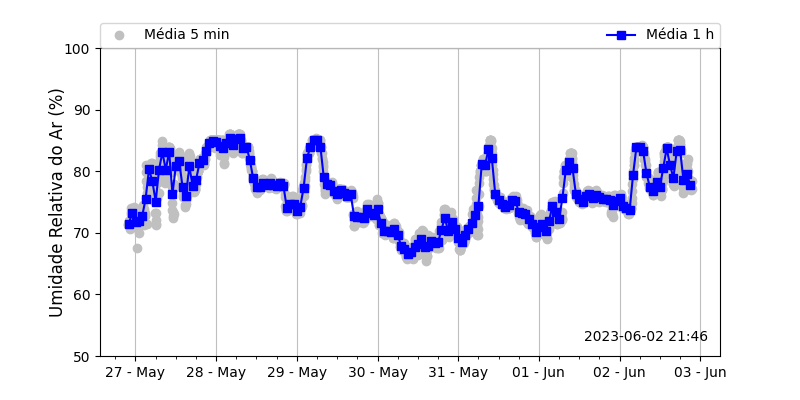 Média 5 min Média 1 h
100
90
80
70
60
50
Umidade Relativa do Ar (%)
2023-06-02 21:46
27 - May 28 - May 29 - May 30 - May 31 - May 01 - Jun 02 - Jun 03 - Jun